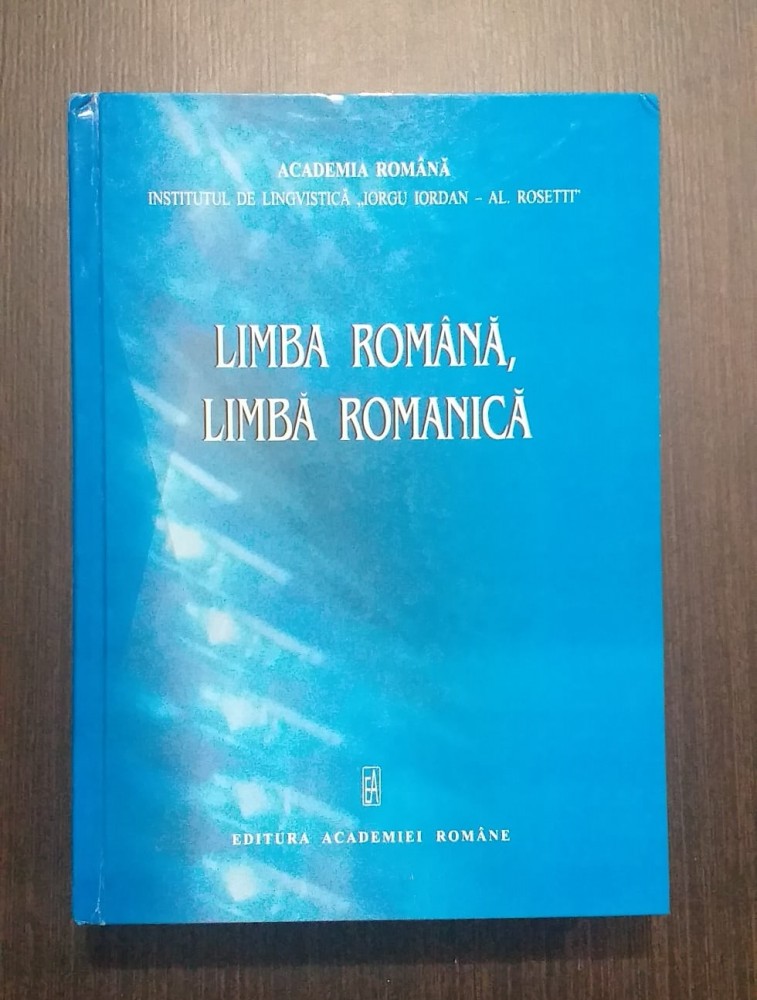 ACADEMIA ROMÂNĂ
INSTITUTUL DE LINGVISTICĂ „IORGU IORDAN – AL. ROSETTI”
LIMBA ROMÂNĂ,
LIMBĂ ROMANICĂ
EA
EDITURA ACADEMIEI ROMÂNE